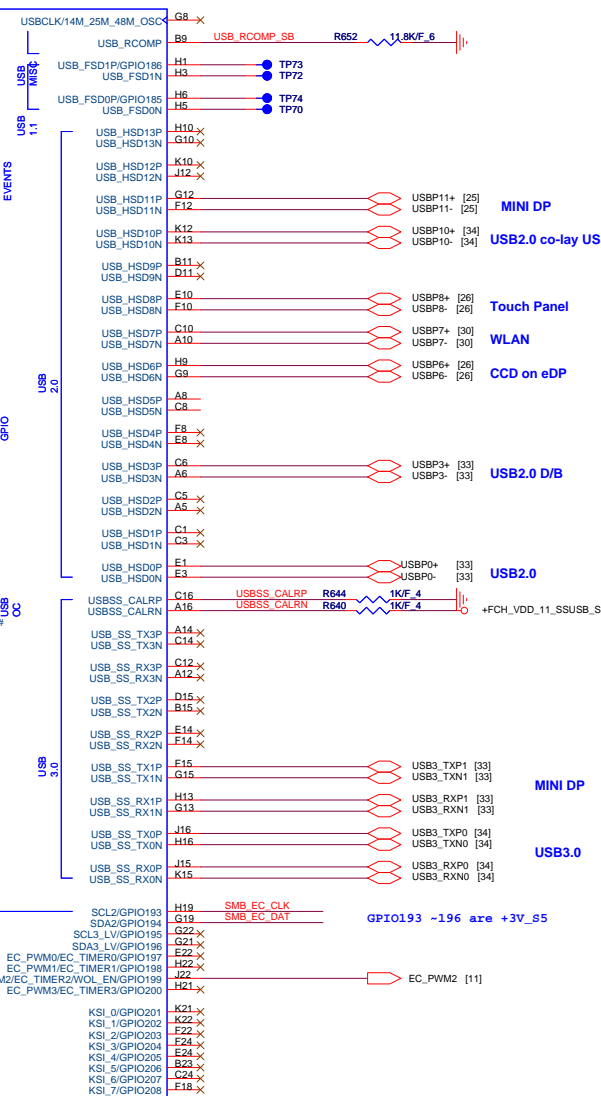 USBCLK/14M_25M_48M_OSC G8
USB_RCOMP B9 USB_RCOMP_SB R652 11.8K/F_6
USB MISC
USB_FSD1P/GPIO186 H1 TP73
USB_FSD1N H3 TP72
USB_FSD0P/GPIO185 H6 TP74
USB_FSD0N H5 TP70
USB 1.1
EVENTS
USB_HSD13P H10
USB_HSD13N G10
USB_HSD12P K10
USB_HSD12N J12
USB_HSD11P G12 USBP11+ [25]
USB_HSD11N F12 USBP11- [25]
MINI DP
USB_HSD10P K12 USBP10+ [34]
USB_HSD10N K13 USBP10- [34]
USB2.0 co-lay US
USB_HSD9P B11
USB_HSD9N D11
USB_HSD8P E10 USBP8+ [26]
USB_HSD8N F10 USBP8- [26]
Touch Panel
USB_HSD7P C10 USBP7+ [30]
USB_HSD7N A10 USBP7- [30]
WLAN
USB_HSD6P H9 USBP6+ [26]
USB_HSD6N G9 USBP6- [26]
CCD on eDP
USB 2.0
USB_HSD5P A8
USB_HSD5N C8
GPIO
USB_HSD4P F8
USB_HSD4N E8
USB_HSD3P C6 USBP3+ [33]
USB_HSD3N A6 USBP3- [33]
USB2.0 D/B
USB_HSD2P C5
USB_HSD2N A5
USB_HSD1P C1
USB_HSD1N C3
USB_HSD0P E1 USBP0+ [33]
USB_HSD0N E3 USBP0- [33]
USB2.0
USBSS_CALRP C16 USBSS_CALRP R644 1K/F_4
USBSS_CALRN A16 USBSS_CALRN R640 1K/F_4 +FCH_VDD_11_SSUSB_S
# USB OC
USB_SS_TX3P A14
USB_SS_TX3N C14
USB_SS_RX3P C12
USB_SS_RX3N A12
USB_SS_TX2P D15
USB_SS_TX2N B15
USB_SS_RX2P E14
USB_SS_RX2N F14
USB 3.0
USB_SS_TX1P F15 USB3_TXP1 [33]
USB_SS_TX1N G15 USB3_TXN1 [33]
MINI DP
USB_SS_RX1P H13 USB3_RXP1 [33]
USB_SS_RX1N G13 USB3_RXN1 [33]
USB_SS_TX0P J16 USB3_TXP0 [34]
USB_SS_TX0N H16 USB3_TXN0 [34]
USB3.0
USB_SS_RX0P J15 USB3_RXP0 [34]
USB_SS_RX0N K15 USB3_RXN0 [34]
SCL2/GPIO193 H19 SMB_EC_CLK
SDA2/GPIO194 G19 SMB_EC_DAT
GPIO193 ~196 are +3V_S5
SCL3_LV/GPIO195 G22
SDA3_LV/GPIO196 G21
EC_PWM0/EC_TIMER0/GPIO197 E22
EC_PWM1/EC_TIMER1/GPIO198 H22
M2/EC_TIMER2/WOL_EN/GPIO199 J22 EC_PWM2 [11]
EC_PWM3/EC_TIMER3/GPIO200 H21
KSI_0/GPIO201 K21
KSI_1/GPIO202 K22
KSI_2/GPIO203 F22
KSI_3/GPIO204 F24
KSI_4/GPIO205 E24
KSI_5/GPIO206 B23
KSI_6/GPIO207 C24
KSI_7/GPIO208 F18